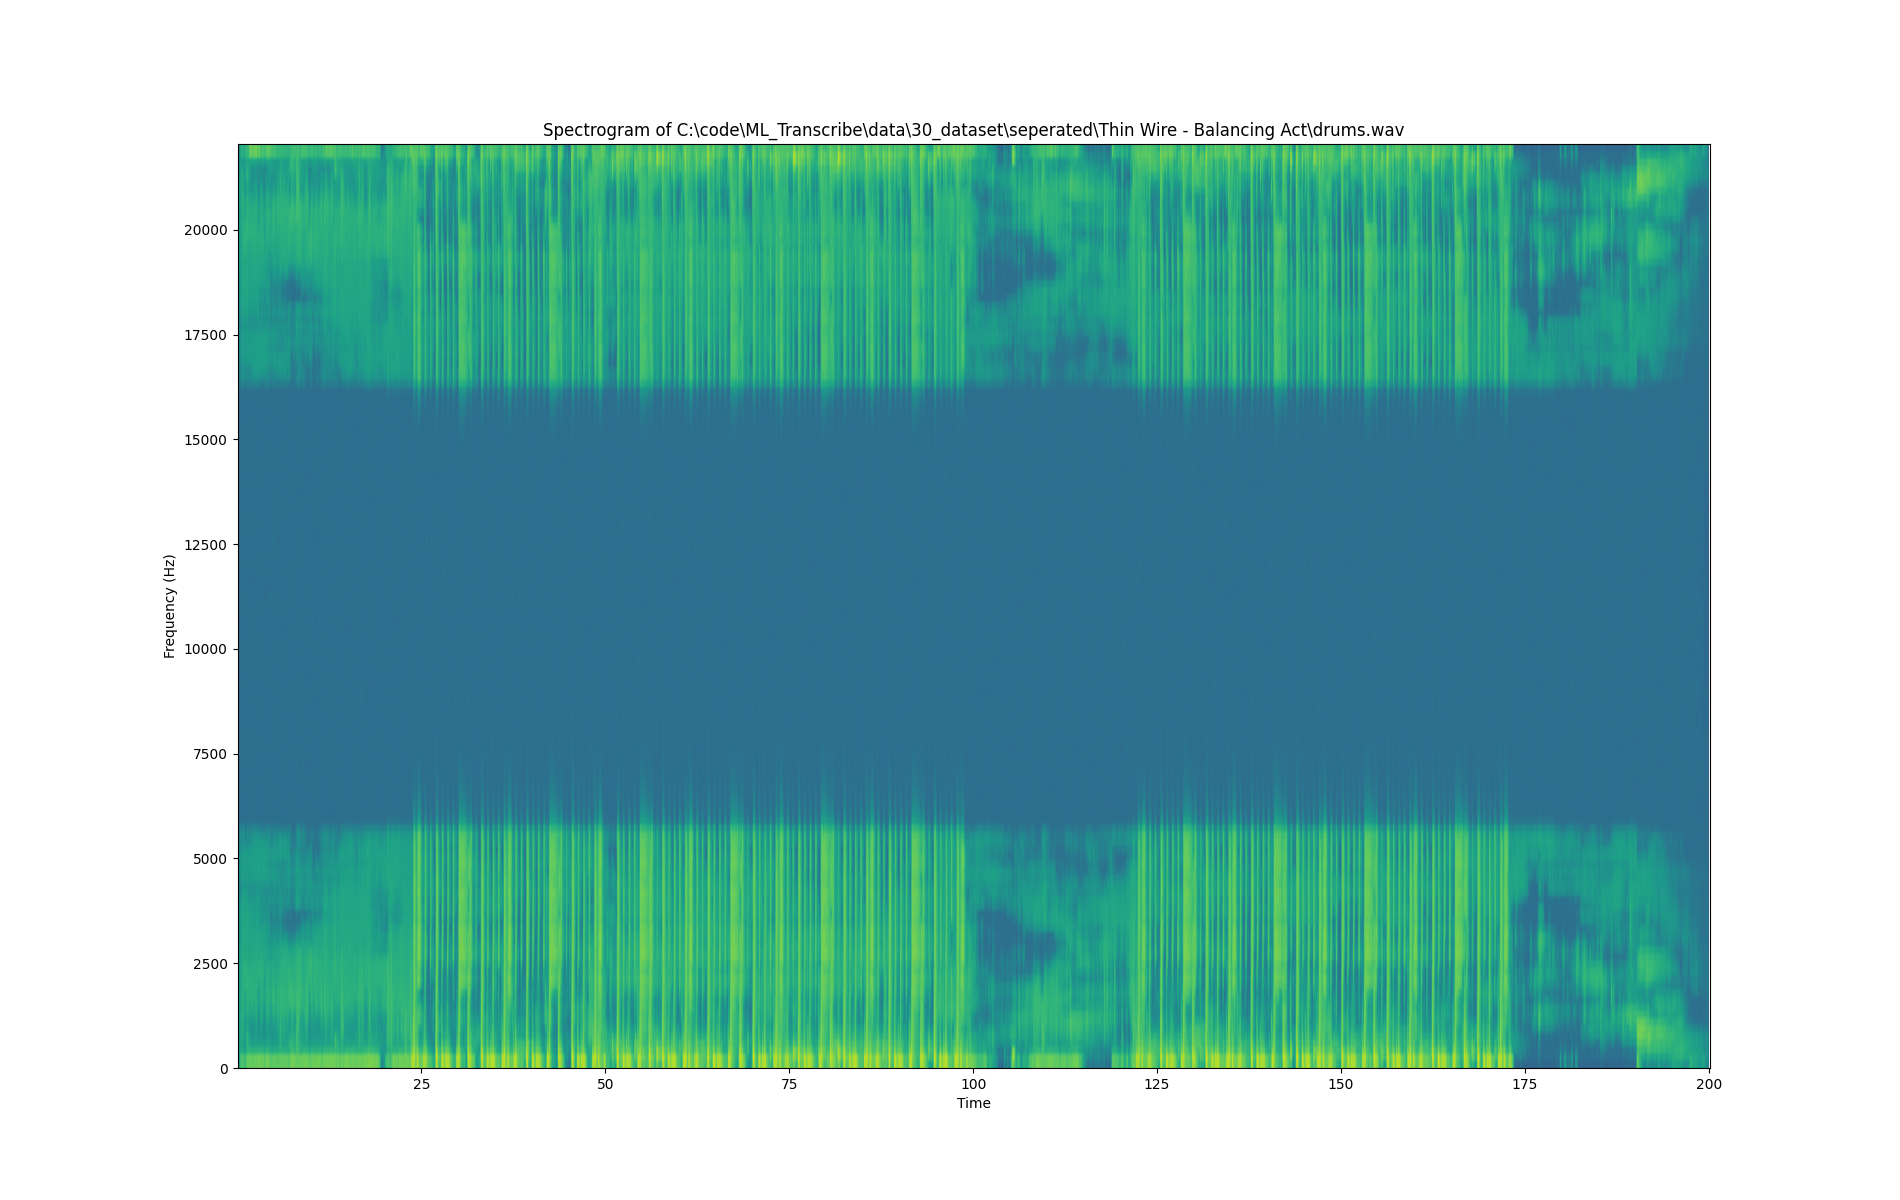 Spectrogram of C:\code\ML_Transcribe\data\30_dataset\seperated\Thin Wire - Balancing Act\drums.wav
20000
17500
15000
12500
10000
7500
5000
2500
0
Frequency (Hz)
25 50 75 100 125 150 175 200
Time